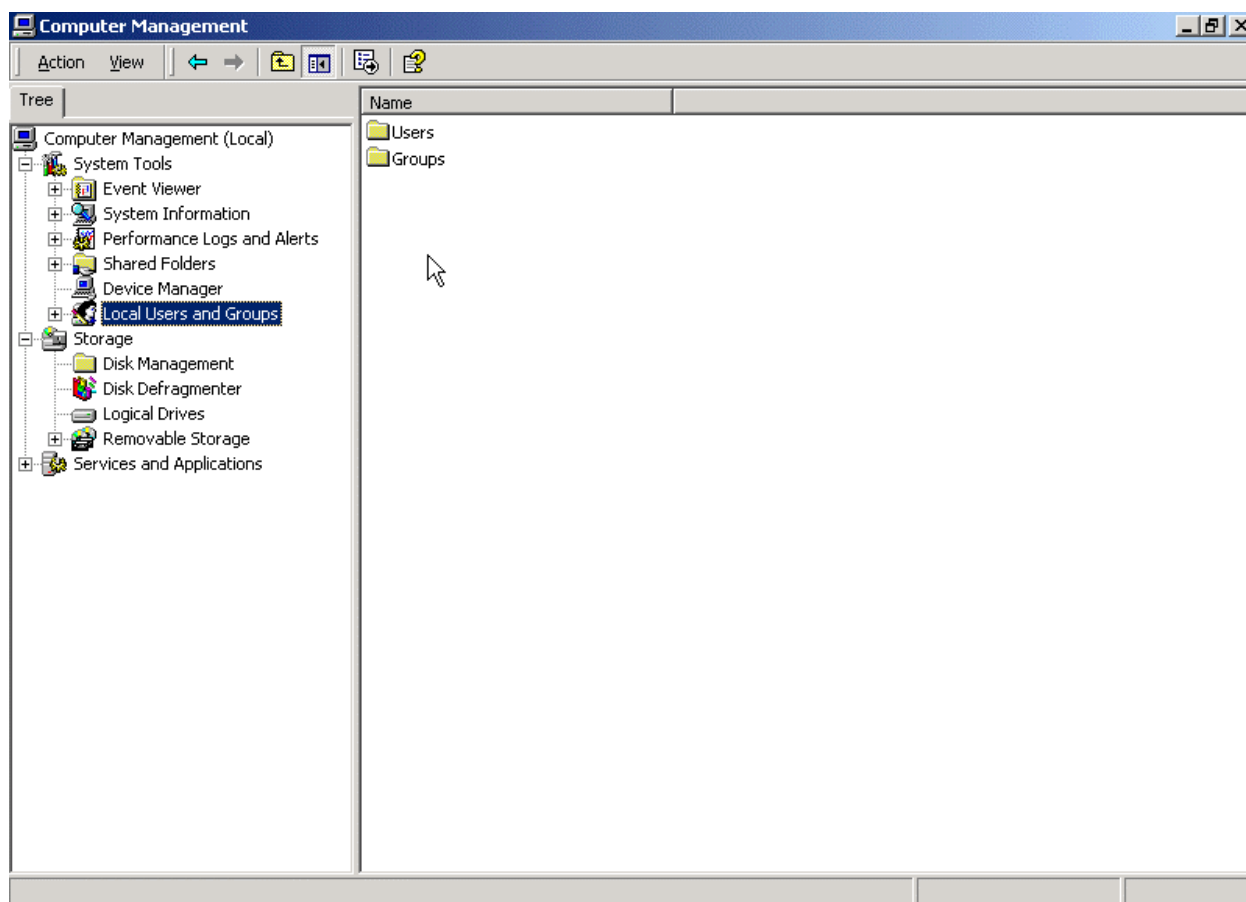 Computer Management
Action View
Tree
Name
Computer Management (Local)
System Tools
Event Viewer
System Information
Performance Logs and Alerts
Shared Folders
Device Manager
Local Users and Groups
Storage
Disk Management
Disk Defragmenter
Logical Drives
Removable Storage
Services and Applications
Users
Groups